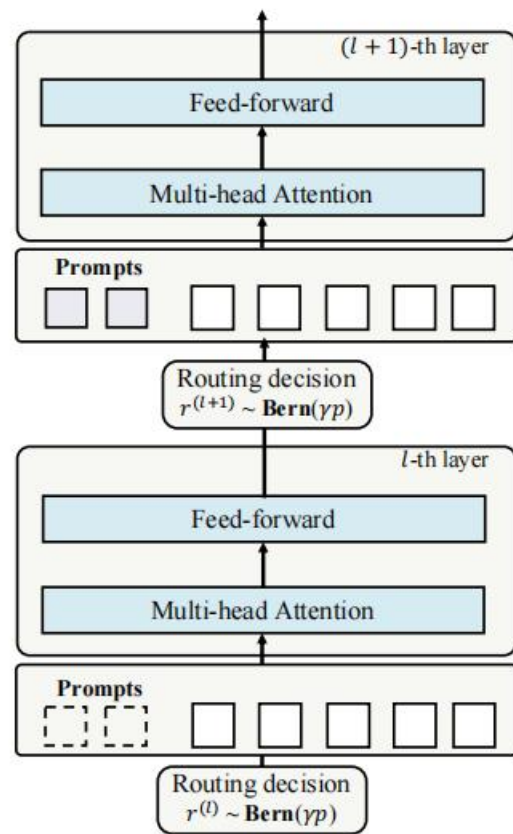 (l + 1)-th layer
Feed-forward
Multi-head Attention
Prompts
Routing decision
r^(l+1) ~ Bern(γp)
l-th layer
Feed-forward
Multi-head Attention
Prompts
Routing decision
r^(l) ~ Bern(γp)